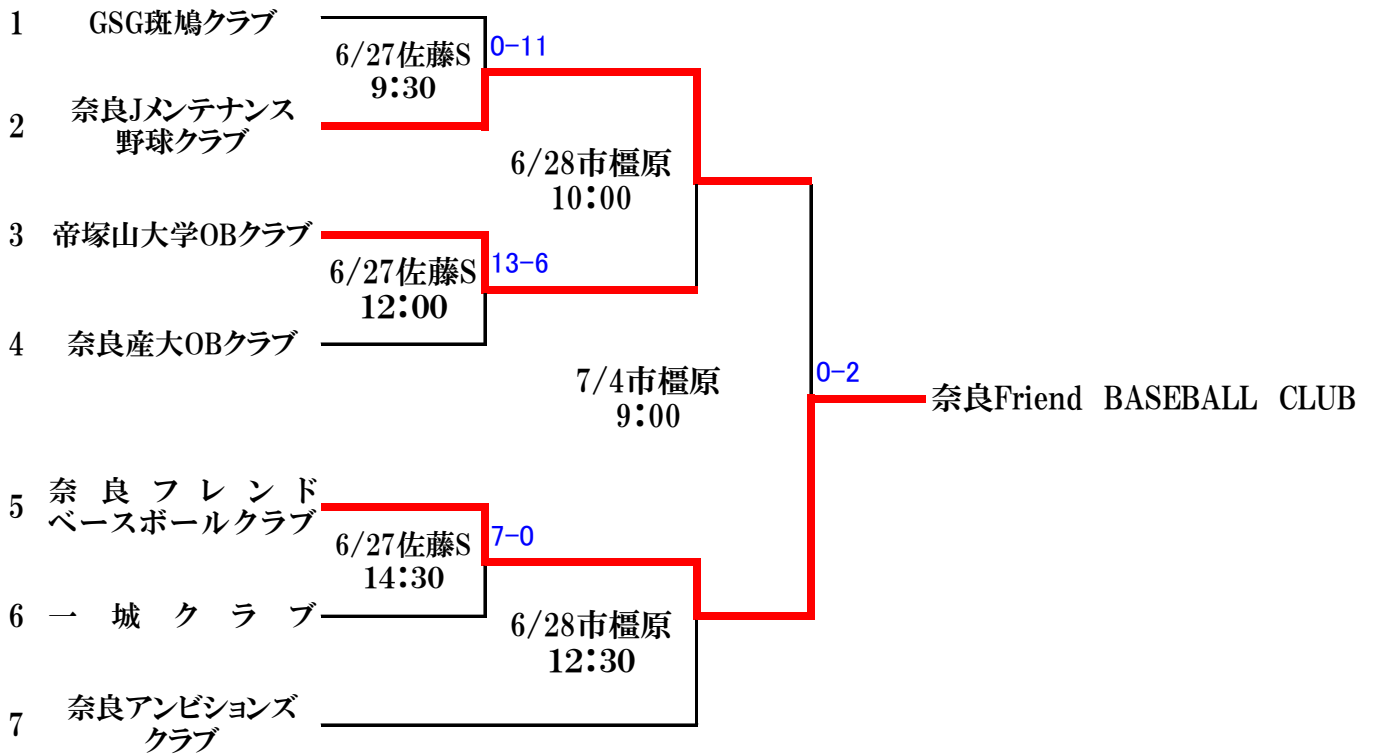 1 GSG斑鳩クラブ
6/27佐藤S
9:30
0-11
2 奈良Jメンテナンス
野球クラブ
6/28市橿原
10:00
3 帝塚山大学OBクラブ
6/27佐藤S
12:00
13-6
4 奈良産大OBクラブ
7/4市橿原
9:00
0-2
奈良Friend BASEBALL CLUB
5 奈良フレンド
ベースボールクラブ
6/27佐藤S
14:30
7-0
6 一城クラブ
6/28市橿原
12:30
7 奈良アンビションズ
クラブ